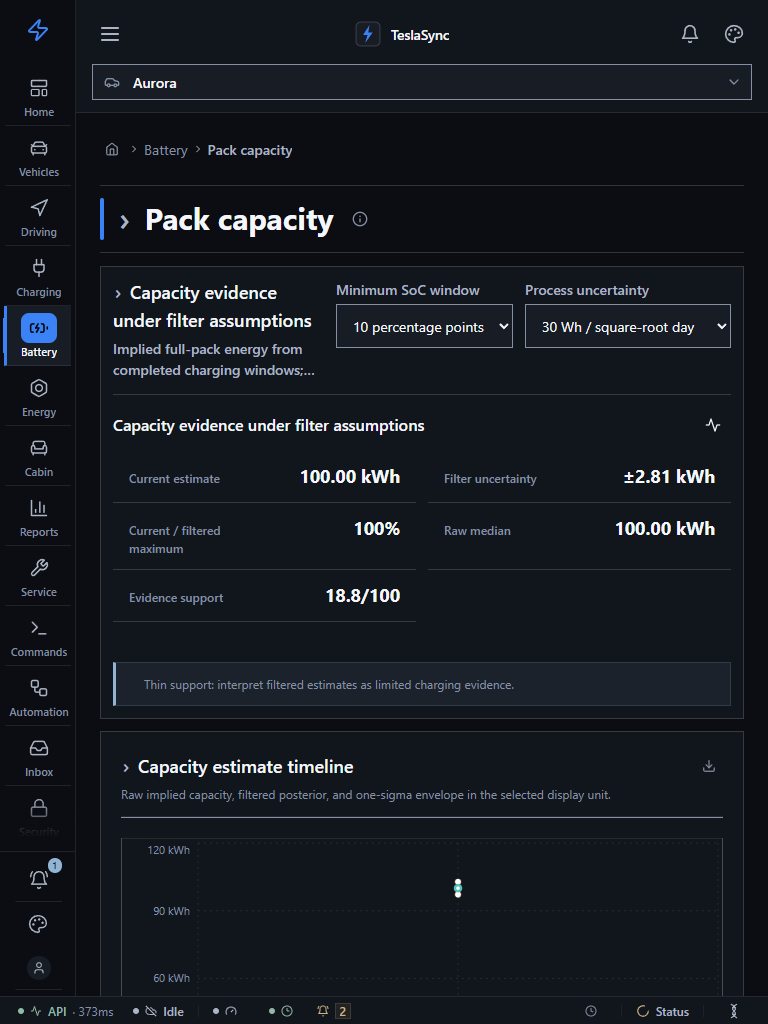 TeslaSync
Aurora
Home
Vehicles
Driving
Charging
Battery
Energy
Cabin
Reports
Service
Commands
Automation
Inbox
Security
1
Battery
Pack capacity
Pack capacity
Capacity evidence
under filter assumptions
Implied full-pack energy from
completed charging windows;...
Minimum SoC window
10 percentage points
Process uncertainty
30 Wh / square-root day
Capacity evidence under filter assumptions
Current estimate
100.00 kWh
Filter uncertainty
±2.81 kWh
Current / filtered
maximum
100%
Raw median
100.00 kWh
Evidence support
18.8/100
Thin support: interpret filtered estimates as limited charging evidence.
Capacity estimate timeline
Raw implied capacity, filtered posterior, and one-sigma envelope in the selected display unit.
120 kWh
90 kWh
60 kWh
API · 373ms
Idle
2
Status